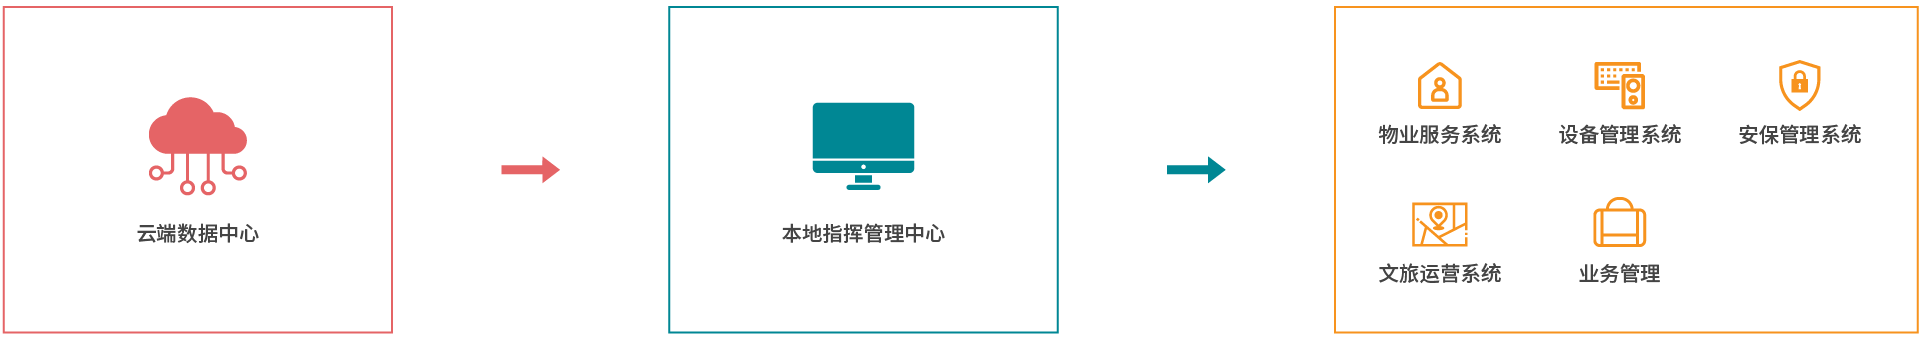 云端数据中心
本地指挥管理中心
物业服务系统
设备管理系统
安保管理系统
文旅运营系统
业务管理